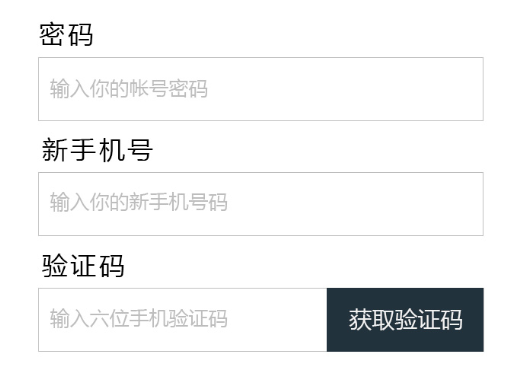 密码
输入你的帐号密码
新手机号
输入你的新手机号码
验证码
输入六位手机验证码
获取验证码